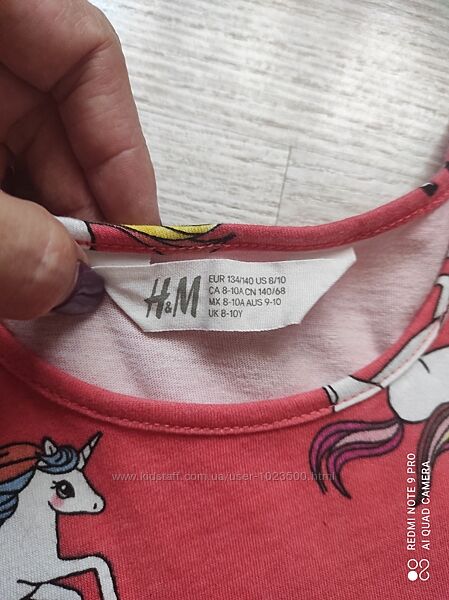 H&M
EUR 134/140 US 8/10
CA 8-10A CN 140/68
MX 8-10A AUS 9-10
UK 8-10Y
www.kidstaff.com.ua/user-1023500.html
REDMI NOTE 9 PRO
AI QUAD CAMERA